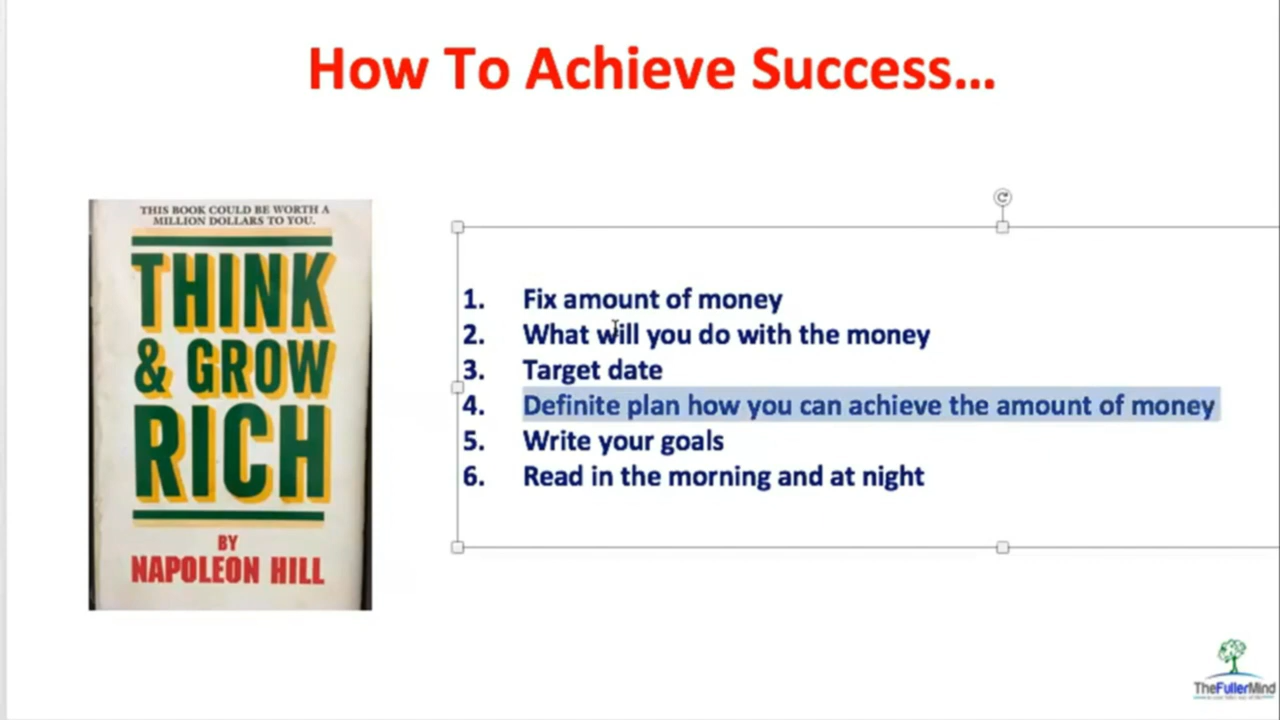 How To Achieve Success...
THIS BOOK COULD BE WORTH A
MILLION DOLLARS TO YOU.
THINK
& GROW
RICH
BY
NAPOLEON HILL
1. Fix amount of money
2. What will you do with the money
3. Target date
4. Definite plan how you can achieve the amount of money
5. Write your goals
6. Read in the morning and at night
TheFullerMind